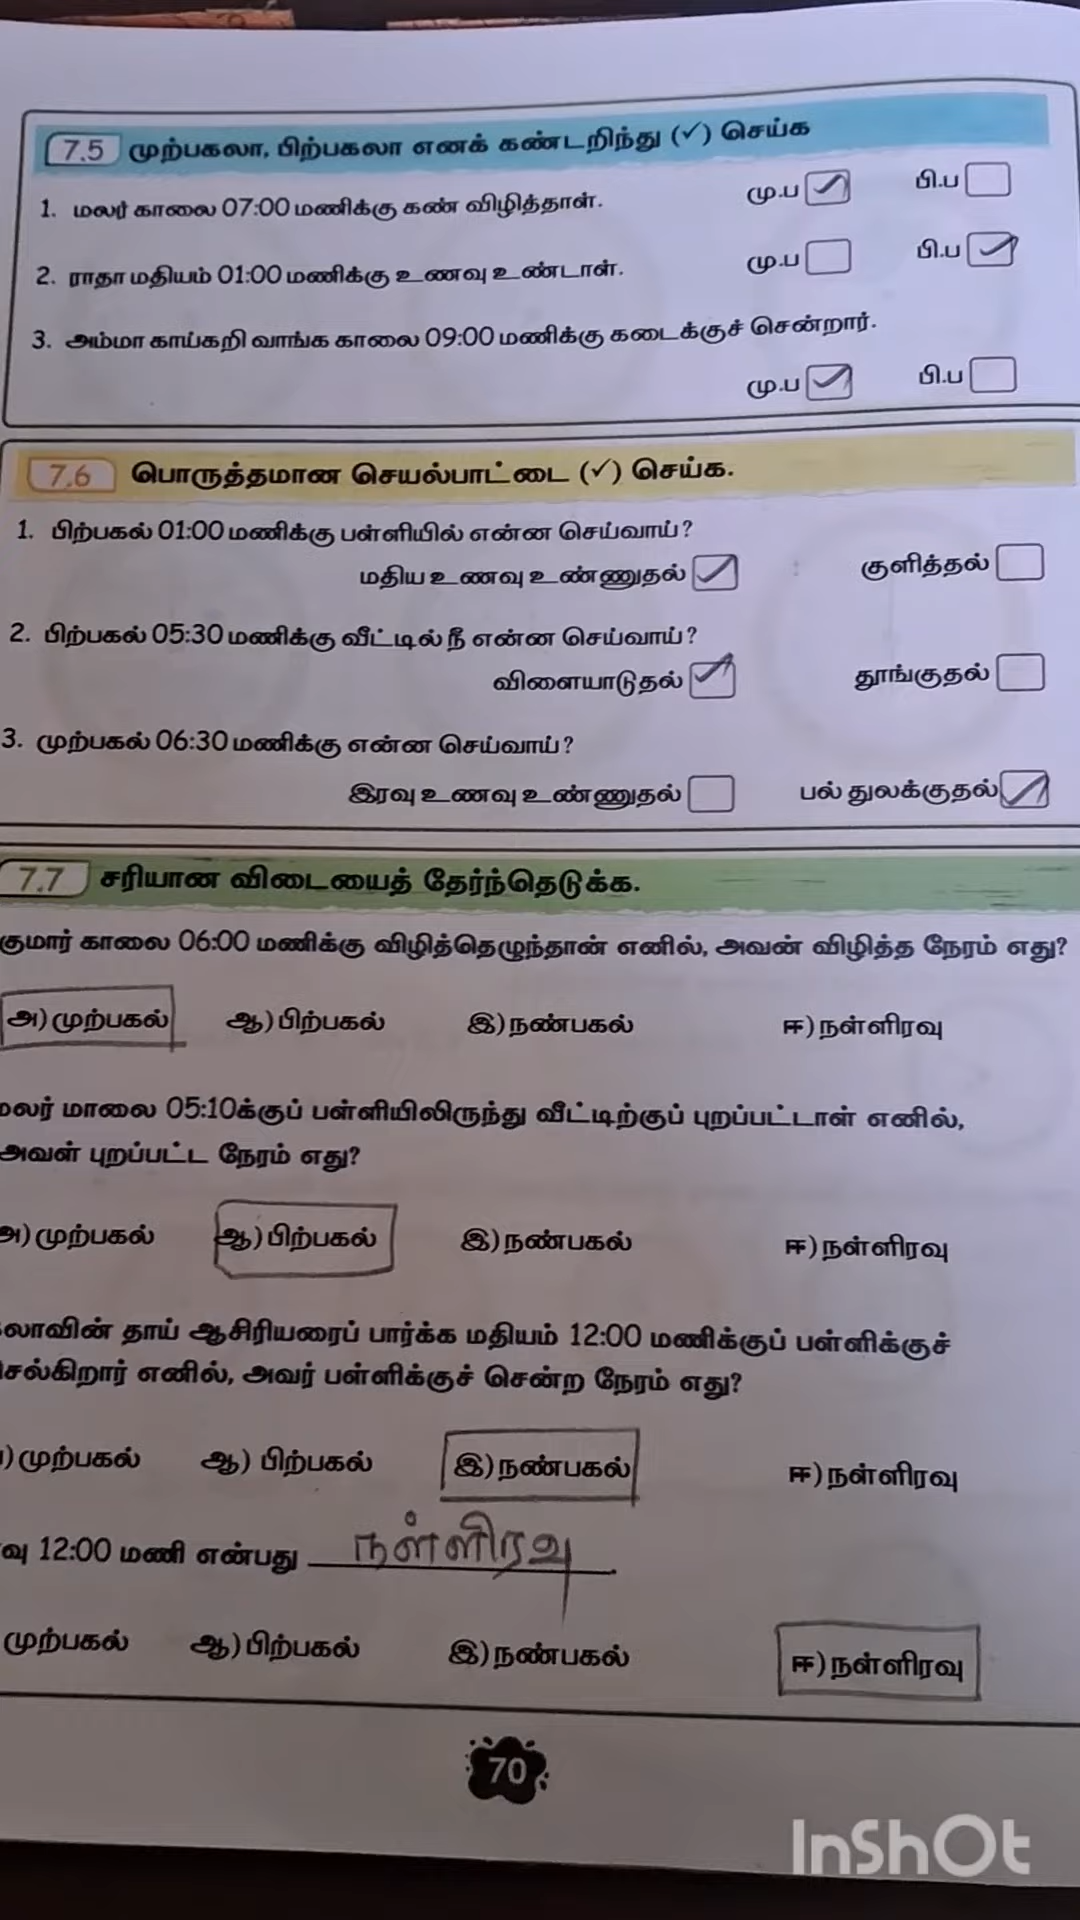 7.5 முற்பகலா, பிற்பகலா எனக் கண்டறிந்து (✓) செய்க
1. மலர் காலை 07:00 மணிக்கு கண் விழித்தாள். மு.ப ✓ பி.ப
2. ராதா மதியம் 01:00 மணிக்கு உணவு உண்டாள். மு.ப பி.ப ✓
3. அம்மா காய்கறி வாங்க காலை 09:00 மணிக்கு கடைக்குச் சென்றார்.
மு.ப ✓ பி.ப
7.6 பொருத்தமான செயல்பாட்டை (✓) செய்க.
1. பிற்பகல் 01:00 மணிக்கு பள்ளியில் என்ன செய்வாய்?
மதிய உணவு உண்ணுதல் ✓ குளித்தல்
2. பிற்பகல் 05:30 மணிக்கு வீட்டில் நீ என்ன செய்வாய்?
விளையாடுதல் ✓ தூங்குதல்
3. முற்பகல் 06:30 மணிக்கு என்ன செய்வாய்?
இரவு உணவு உண்ணுதல் பல் துலக்குதல் ✓
7.7 சரியான விடையைத் தேர்ந்தெடுக்க.
குமார் காலை 06:00 மணிக்கு விழித்தெழுந்தான் எனில், அவன் விழித்த நேரம் எது?
அ) முற்பகல் ஆ) பிற்பகல் இ) நண்பகல் ஈ) நள்ளிரவு
மலர் மாலை 05:10க்குப் பள்ளியிலிருந்து வீட்டிற்குப் புறப்பட்டாள் எனில்,
அவள் புறப்பட்ட நேரம் எது?
அ) முற்பகல் ஆ) பிற்பகல் இ) நண்பகல் ஈ) நள்ளிரவு
லாவின் தாய் ஆசிரியரைப் பார்க்க மதியம் 12:00 மணிக்குப் பள்ளிக்குச்
செல்கிறார் எனில், அவர் பள்ளிக்குச் சென்ற நேரம் எது?
) முற்பகல் ஆ) பிற்பகல் இ) நண்பகல் ஈ) நள்ளிரவு
வு 12:00 மணி என்பது நள்ளிரவு.
முற்பகல் ஆ) பிற்பகல் இ) நண்பகல் ஈ) நள்ளிரவு
70
InShOt